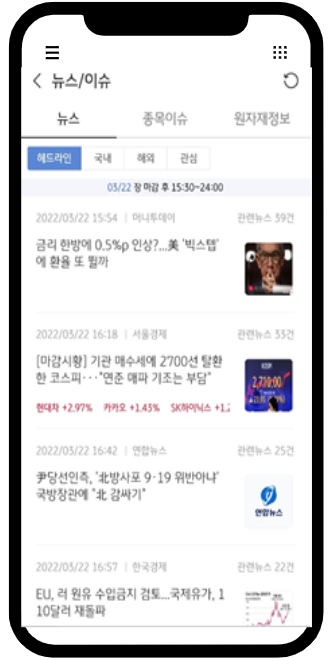 뉴스/이슈
뉴스 종목이슈 원자재정보
헤드라인 국내 해외 관심
03/22 장 마감 후 15:30~24:00
2022/03/22 15:54 | 머니투데이 관련뉴스 39건
금리 한방에 0.5%p 인상?...美 '빅스텝'
에 환율 또 뛸까
2022/03/22 16:18 | 서울경제 관련뉴스 33건
[마감시황] 기관 매수세에 2700선 탈환
한 코스피···"연준 매파 기조는 부담"
현대차 +2.97% 카카오 +1.43% SK하이닉스 +1.2
2022/03/22 16:42 | 연합뉴스 관련뉴스 25건
尹당선인측, '北방사포 9·19 위반아냐'
국방장관에 "北 감싸기"
연합뉴스
2022/03/22 16:57 | 한국경제 관련뉴스 22건
EU, 러 원유 수입금지 검토...국제유가, 1
10달러 재돌파